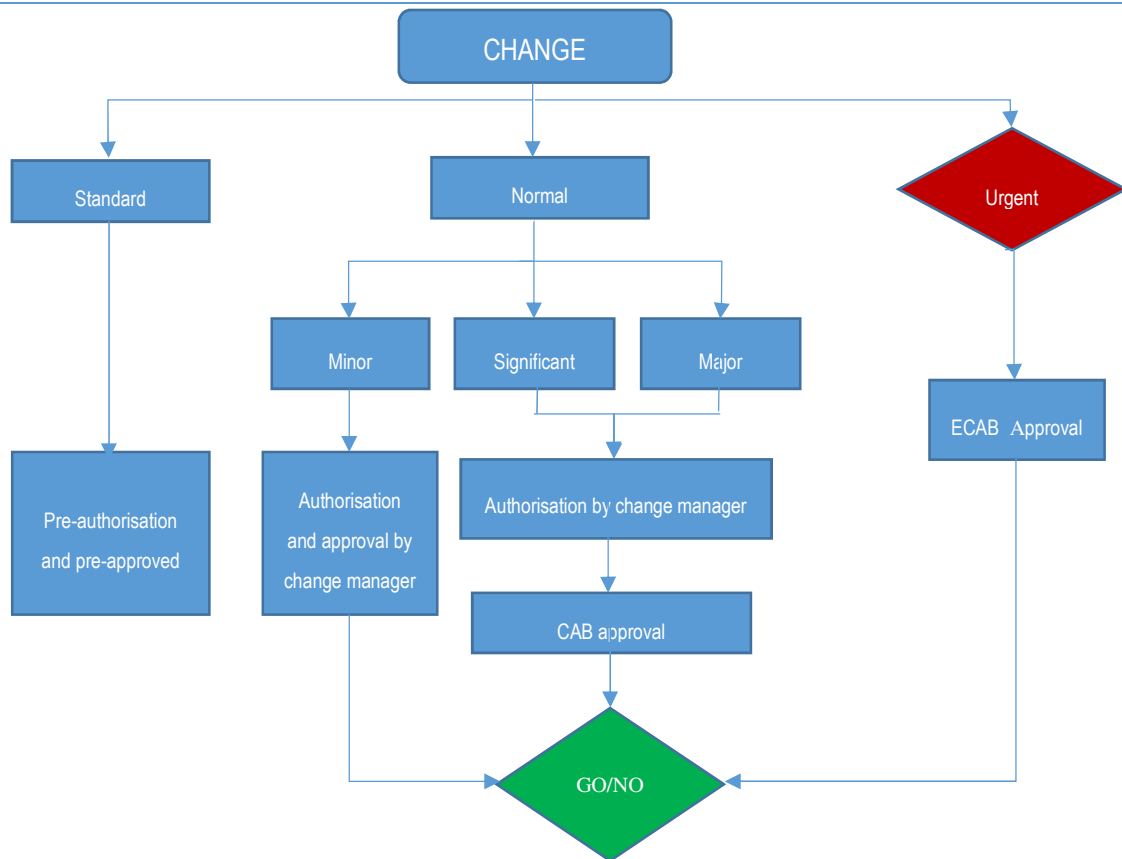 CHANGE
Standard
Normal
Urgent
Minor
Significant
Major
ECAB Approval
Pre-authorisation
and pre-approved
Authorisation
and approval by
change manager
Authorisation by change manager
CAB approval
GO/NO